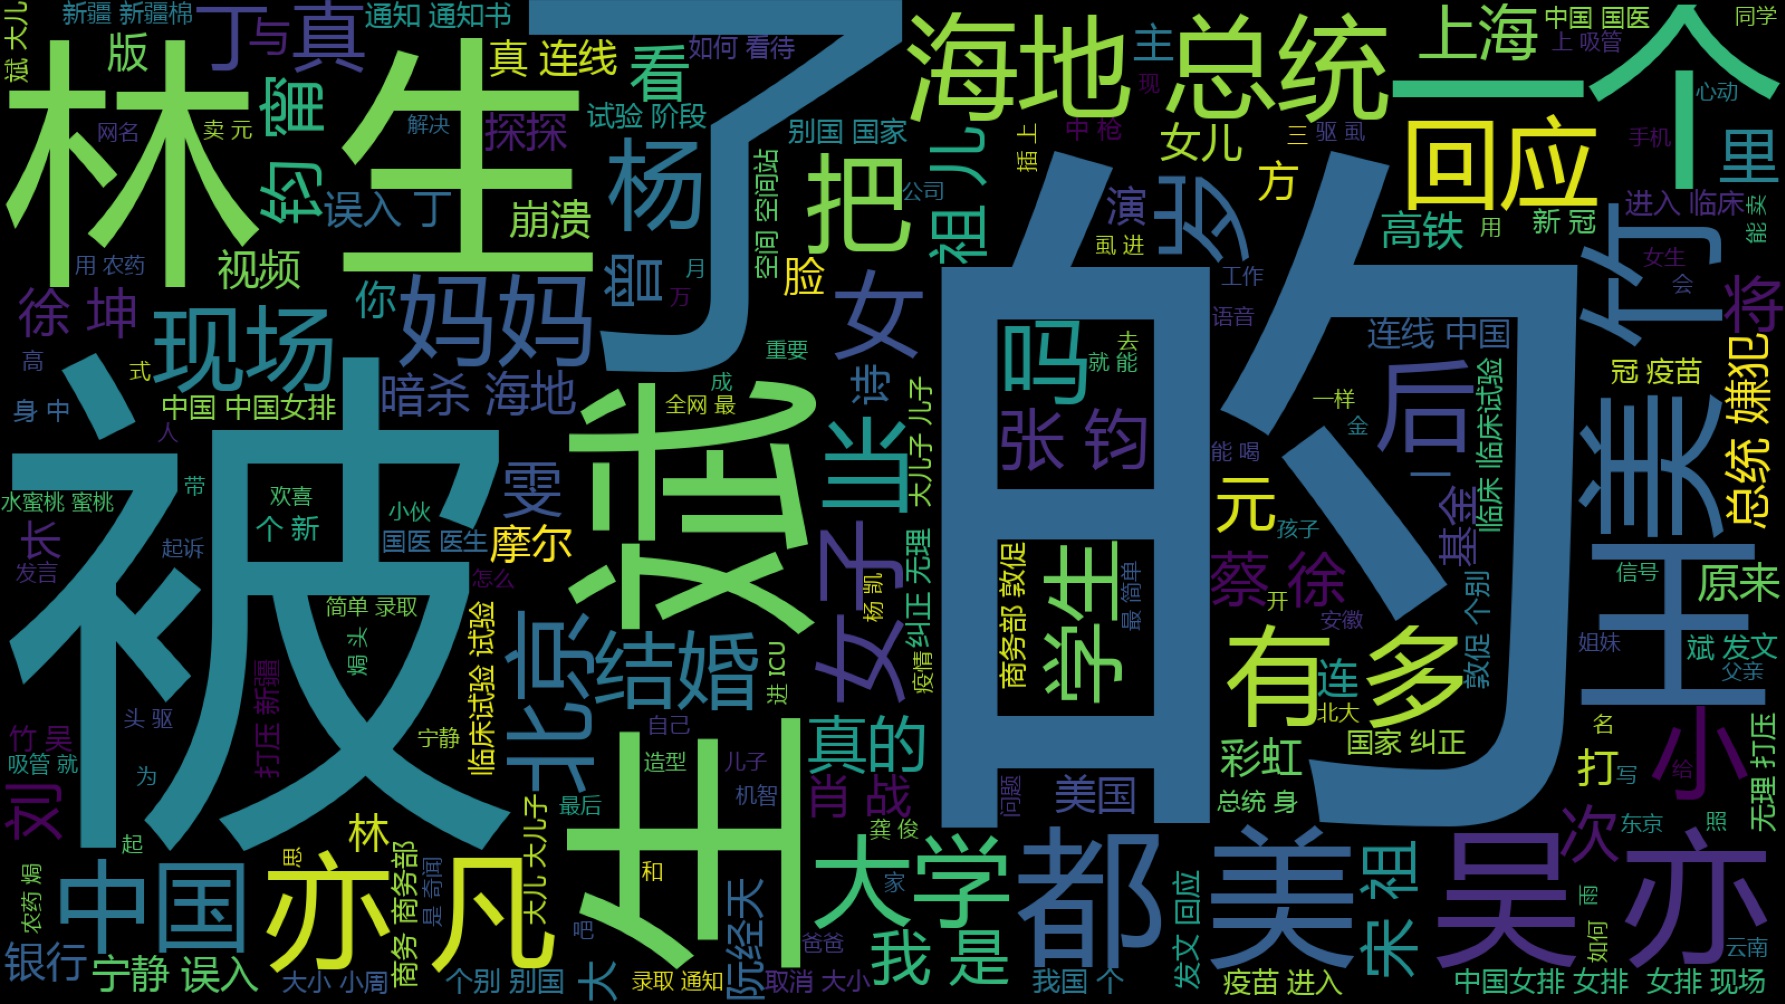 斌 大儿
新疆 新疆棉
丁真
与
通知 通知书
了
海地
总统
上海
中国 国医
同学
版
林
生
真 连线
看
如何 看待
主
上 吸管
一个
心动
网名
卖 元
钧 甯
解决
探探
试验 阶段
现
中 枪
别国 国家
插 上
女儿
三
驱 虱
回应
手机
里
杨
空间 空间站
把
公司
祖 儿
演
岁
方
误入 丁
崩溃
虱 进
高铁
用
新 冠
进入 临床
能 卖
用 农药
视频
曾
月
万
脸
女
工作
竹
女生
会
将
徐 坤
你
妈妈
现场
的
语音
连线 中国
高
式
重要
吗
去
就 能
后
冠 疫苗
总统 嫌犯
身 中
中国 中国女排
暗杀 海地
成
全网 最
试
诗
当
大儿子 儿子
张 钧
一样
金
临床 临床试验
美
人
被
水蜜桃 蜜桃
带
欢喜
个 新
小伙
国医 医生
雯
摩尔
能 喝
元
一
基金
孩子
长
发言
起诉
怎么
女子
杨 凯
纠正 无理
商务部 敦促
学生
最 简单
蔡 徐
开
安徽
敦促 个别
王
信号
原来
简单 录取
焗 头
临床试验 试验
北京
结婚
进 ICU
疫情
有
多
连
北大
姐妹
斌 发文
父亲
打压 新疆
头 驱
宁静
自己
真的
国家 纠正
名
小
无理 打压
竹 吴
吸管 就
为
造型
儿子
机智
生
肖 战
问题
美国
彩虹
总统 身
打
写
给
刘
起
林
最后
龚 俊
次
东京
照
中国
思
亦
凡
商务 商务部
是 奇闻
大儿 大儿子
和
大学
家
都
美
宋 祖
吴
亦
雨
农药 焗
银行
宁静 误入
大小 小周
个别 别国
吧
大
录取 通知
阮经天
爸爸
取消 大小
我 是
我国 个
发文 回应
疫苗 进入
如何
云南
中国女排 女排
女排 现场